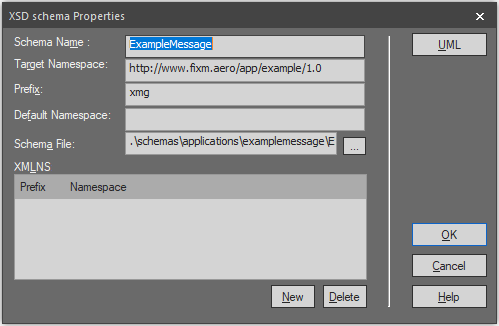 XSD schema Properties
Schema Name : ExampleMessage
UML
Target Namespace: http://www.fixm.aero/app/example/1.0
Prefix: xmg
Default Namespace:
Schema File: .\schemas\applications\examplemessage\E
...
XMLNS
Prefix Namespace
OK
Cancel
New Delete Help